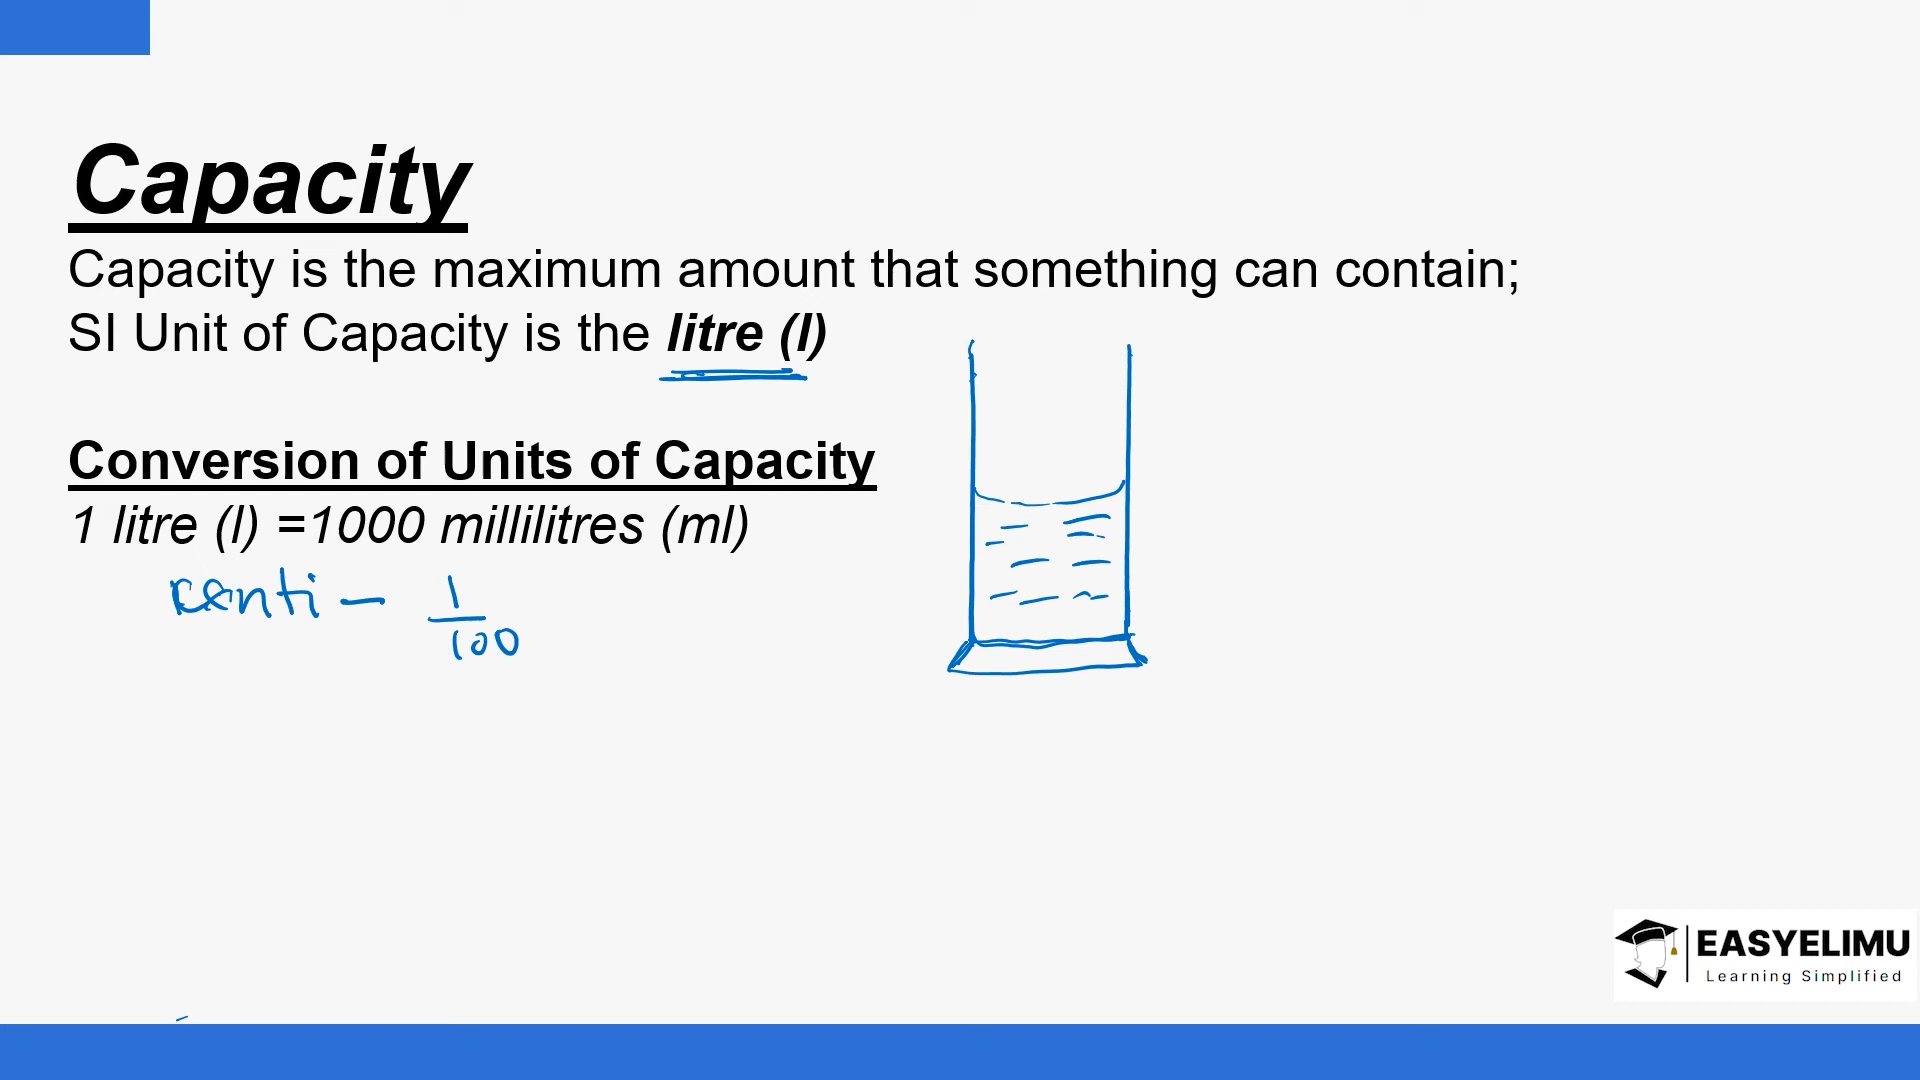 Capacity
Capacity is the maximum amount that something can contain;
SI Unit of Capacity is the litre (l)
Conversion of Units of Capacity
1 litre (l) =1000 millilitres (ml)
centi – 1/100
EASYELIMU
Learning Simplified